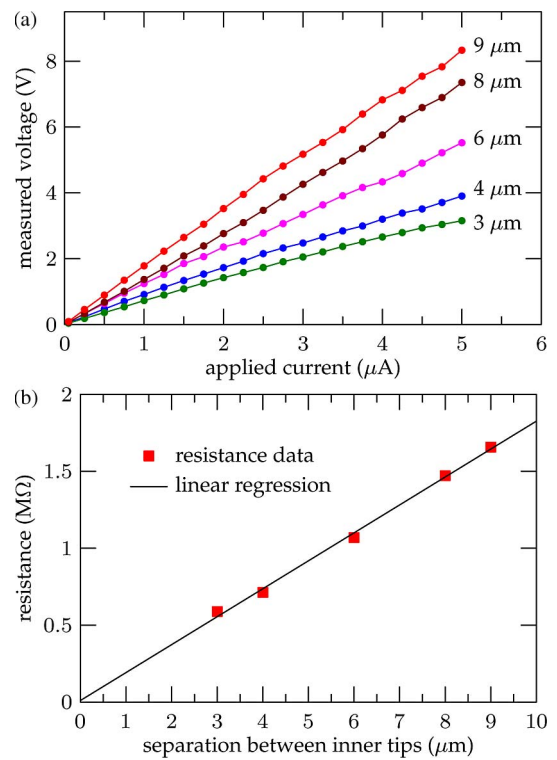 (a)
8
6
4
2
0
measured voltage (V)
9 μm
8 μm
6 μm
4 μm
3 μm
0 1 2 3 4 5 6
applied current (μA)
(b)
2
1.5
1
0.5
0
resistance (MΩ)
resistance data
linear regression
0 1 2 3 4 5 6 7 8 9 10
separation between inner tips (μm)